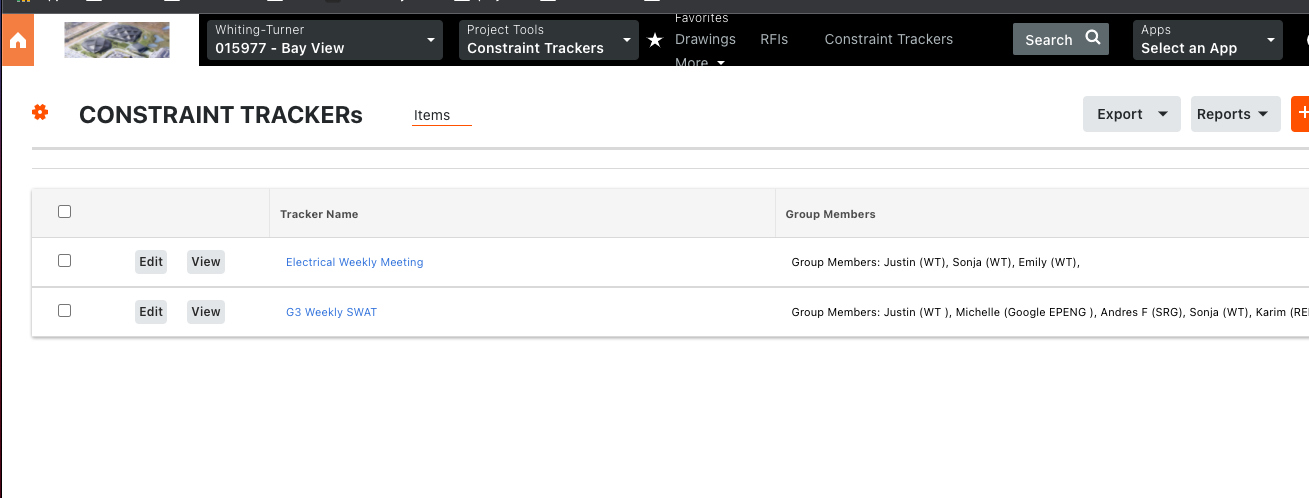 Whiting-Turner
015977 - Bay View
Project Tools
Constraint Trackers
Favorites
Drawings RFIs Constraint Trackers
More
Search
Apps
Select an App
CONSTRAINT TRACKERs Items
Export Reports
Tracker Name Group Members
Edit View Electrical Weekly Meeting Group Members: Justin (WT), Sonja (WT), Emily (WT),
Edit View G3 Weekly SWAT Group Members: Justin (WT ), Michelle (Google EPENG ), Andres F (SRG), Sonja (WT), Karim (RE